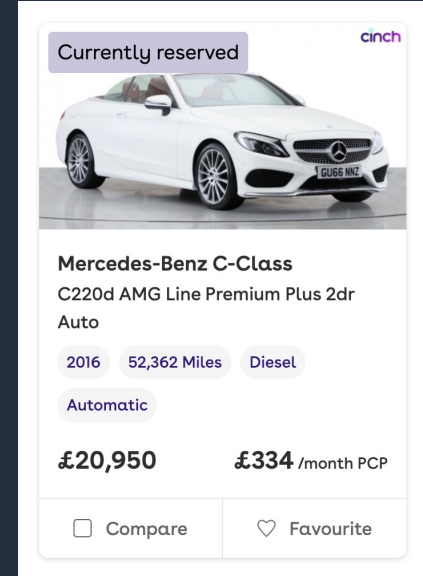 Currently reserved
cinch
GU66 NNZ
Mercedes-Benz C-Class
C220d AMG Line Premium Plus 2dr
Auto
2016 52,362 Miles Diesel
Automatic
£20,950 £334 /month PCP
Compare Favourite